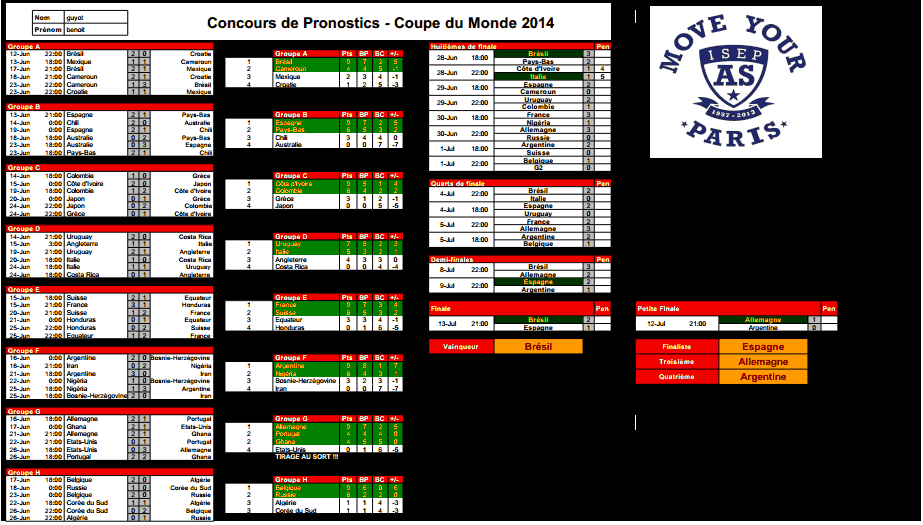 Nom guyot
Prénom benoit
Concours de Pronostics - Coupe du Monde 2014
Groupe A
12-Jun 22:00 Brésil 2 0 Croatie
13-Jun 18:00 Mexique 1 1 Cameroun
17-Jun 21:00 Brésil 2 1 Mexique
18-Jun 21:00 Cameroun 2 1 Croatie
23-Jun 22:00 Cameroun 1 3 Brésil
23-Jun 22:00 Croatie 1 1 Mexique
Groupe A Pts BP BC +/-
1 Brésil 9 7 2 5
2 Cameroun 4 4 5 -1
3 Mexique 2 3 4 -1
4 Croatie 1 2 5 -3
Groupe B
13-Jun 21:00 Espagne 2 1 Pays-Bas
14-Jun 0:00 Chili 2 0 Australie
19-Jun 0:00 Espagne 2 1 Chili
18-Jun 18:00 Australie 0 2 Pays-Bas
23-Jun 18:00 Australie 0 3 Espagne
23-Jun 18:00 Pays-Bas 2 1 Chili
Groupe B Pts BP BC +/-
1 Espagne 9 7 2 5
2 Pays-Bas 6 5 3 2
3 Chili 3 4 4 0
4 Australie 0 0 7 -7
Groupe C
14-Jun 18:00 Colombie 1 0 Grèce
15-Jun 0:00 Côte d'Ivoire 2 0 Japon
19-Jun 18:00 Colombie 1 2 Côte d'Ivoire
20-Jun 0:00 Japon 0 1 Grèce
24-Jun 22:00 Japon 0 2 Colombie
24-Jun 22:00 Grèce 0 1 Côte d'Ivoire
Groupe C Pts BP BC +/-
1 Côte d'Ivoire 9 5 1 4
2 Colombie 6 4 2 2
3 Grèce 3 1 2 -1
4 Japon 0 0 5 -5
Groupe D
14-Jun 21:00 Uruguay 2 0 Costa Rica
15-Jun 3:00 Angleterre 1 1 Italie
19-Jun 21:00 Uruguay 2 1 Angleterre
20-Jun 18:00 Italie 1 0 Costa Rica
24-Jun 18:00 Italie 1 1 Uruguay
24-Jun 18:00 Costa Rica 0 1 Angleterre
Groupe D Pts BP BC +/-
1 Uruguay 7 5 2 3
2 Italie 5 3 2 1
3 Angleterre 4 3 3 0
4 Costa Rica 0 0 4 -4
Groupe E
15-Jun 18:00 Suisse 2 1 Equateur
15-Jun 21:00 France 3 1 Honduras
20-Jun 21:00 Suisse 1 2 France
21-Jun 0:00 Honduras 0 1 Equateur
25-Jun 22:00 Honduras 0 2 Suisse
25-Jun 22:00 Equateur 1 2 France
Groupe E Pts BP BC +/-
1 France 9 7 3 4
2 Suisse 6 5 3 2
3 Equateur 3 3 4 -1
4 Honduras 0 1 6 -5
Groupe F
16-Jun 0:00 Argentine 2 0 Bosnie-Herzégovine
16-Jun 21:00 Iran 0 2 Nigéria
21-Jun 18:00 Argentine 3 0 Iran
22-Jun 0:00 Nigéria 1 0 Bosnie-Herzégovine
25-Jun 18:00 Nigéria 1 3 Argentine
25-Jun 18:00 Bosnie-Herzégovine 2 0 Iran
Groupe F Pts BP BC +/-
1 Argentine 9 8 1 7
2 Nigéria 6 4 3 1
3 Bosnie-Herzégovine 3 2 3 -1
4 Iran 0 0 7 -7
Groupe G
16-Jun 18:00 Allemagne 2 1 Portugal
17-Jun 0:00 Ghana 2 1 Etats-Unis
21-Jun 21:00 Allemagne 2 1 Ghana
22-Jun 0:00 Etats-Unis 0 1 Portugal
26-Jun 18:00 Etats-Unis 0 3 Allemagne
26-Jun 18:00 Portugal 2 2 Ghana
Groupe G Pts BP BC +/-
1 Allemagne 9 7 2 5
2 Portugal 4 4 4 0
2 Ghana 4 5 5 0
4 Etats-Unis 0 1 6 -5
TIRAGE AU SORT !!!
Groupe H
17-Jun 18:00 Belgique 2 0 Algérie
18-Jun 0:00 Russie 1 0 Corée du Sud
23-Jun 0:00 Belgique 2 0 Russie
22-Jun 18:00 Corée du Sud 1 1 Algérie
26-Jun 22:00 Corée du Sud 0 2 Belgique
26-Jun 22:00 Algérie 0 1 Russie
Groupe H Pts BP BC +/-
1 Belgique 9 6 0 6
2 Russie 6 2 2 0
3 Algérie 1 1 4 -3
3 Corée du Sud 1 1 4 -3
Huitièmes de finale Pen
28-Jun 18:00 Brésil 3
Pays-Bas 2
28-Jun 22:00 Côte d'Ivoire 1 4
Italie 1 5
29-Jun 18:00 Espagne 2
Cameroun 0
29-Jun 22:00 Uruguay 2
Colombie 1
30-Jun 18:00 France 3
Nigéria 1
30-Jun 22:00 Allemagne 3
Russie 0
1-Jul 18:00 Argentine 2
Suisse 0
1-Jul 22:00 Belgique 1
G2 0
Quarts de finale Pen
4-Jul 22:00 Brésil 2
Italie 0
4-Jul 18:00 Espagne 2
Uruguay 0
5-Jul 22:00 France 2
Allemagne 3
5-Jul 18:00 Argentine 2
Belgique 1
Demi-finales Pen
8-Jul 22:00 Brésil 3
Allemagne 2
9-Jul 22:00 Espagne 2
Argentine 1
Finale Pen
13-Jul 21:00 Brésil 2
Espagne 1
Vainqueur Brésil
MOVE YOUR
ISEP
AS
1957 - 2013
PARIS
Petite Finale Pen
12-Jul 21:00 Allemagne 1
Argentine 0
Finaliste Espagne
Troisième Allemagne
Quatrième Argentine